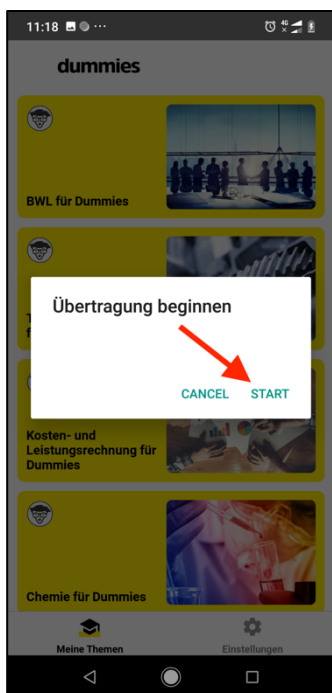 11:18
4G
dummies
BWL für Dummies
T
f
Übertragung beginnen
CANCEL START
Kosten- und
Leistungsrechnung für
Dummies
Chemie für Dummies
Meine Themen Einstellungen